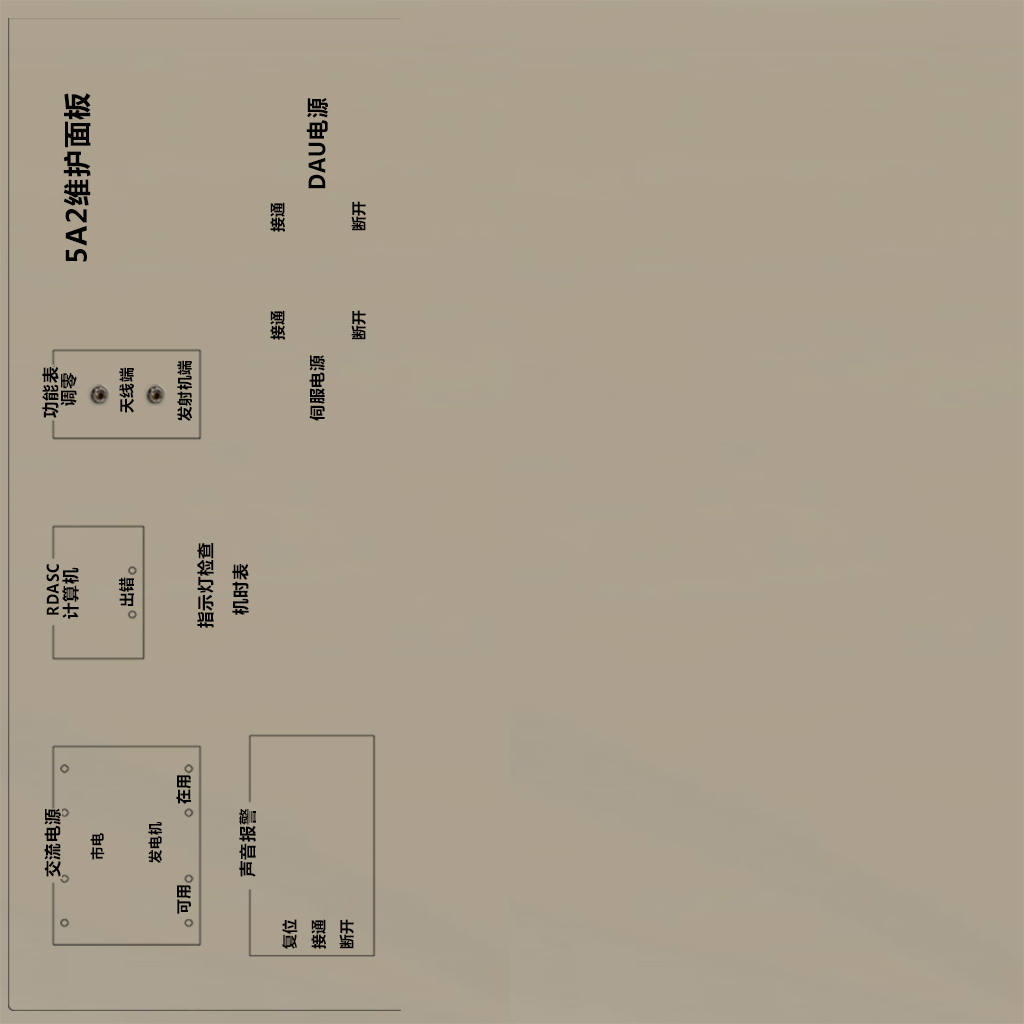 5A2维护面板
交流电源
市电
发电机
可用
在用
RDASC
计算机
出错
功能表
调零
天线端
发射机端
指示灯检查
机时表
声音报警
复位
接通
断开
伺服电源
接通
断开
DAU电源
接通
断开